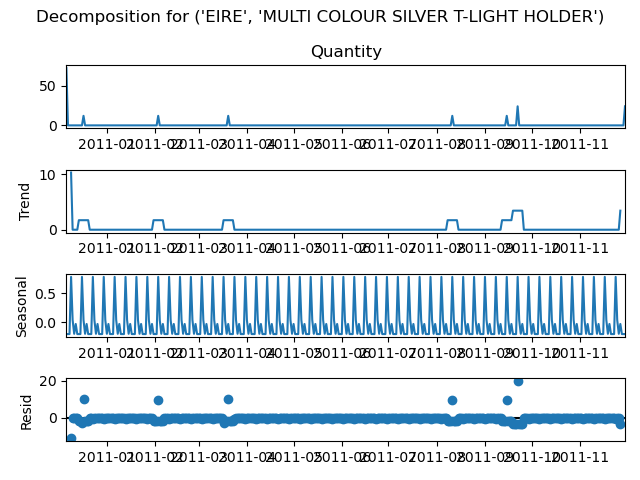 Decomposition for ('EIRE', 'MULTI COLOUR SILVER T-LIGHT HOLDER')
Quantity
50
0
2011-01 2011-02 2011-03 2011-04 2011-05 2011-06 2011-07 2011-08 2011-09 2011-10 2011-11
Trend
10
0
2011-01 2011-02 2011-03 2011-04 2011-05 2011-06 2011-07 2011-08 2011-09 2011-10 2011-11
Seasonal
0.5
0.0
2011-01 2011-02 2011-03 2011-04 2011-05 2011-06 2011-07 2011-08 2011-09 2011-10 2011-11
Resid
20
0
2011-01 2011-02 2011-03 2011-04 2011-05 2011-06 2011-07 2011-08 2011-09 2011-10 2011-11